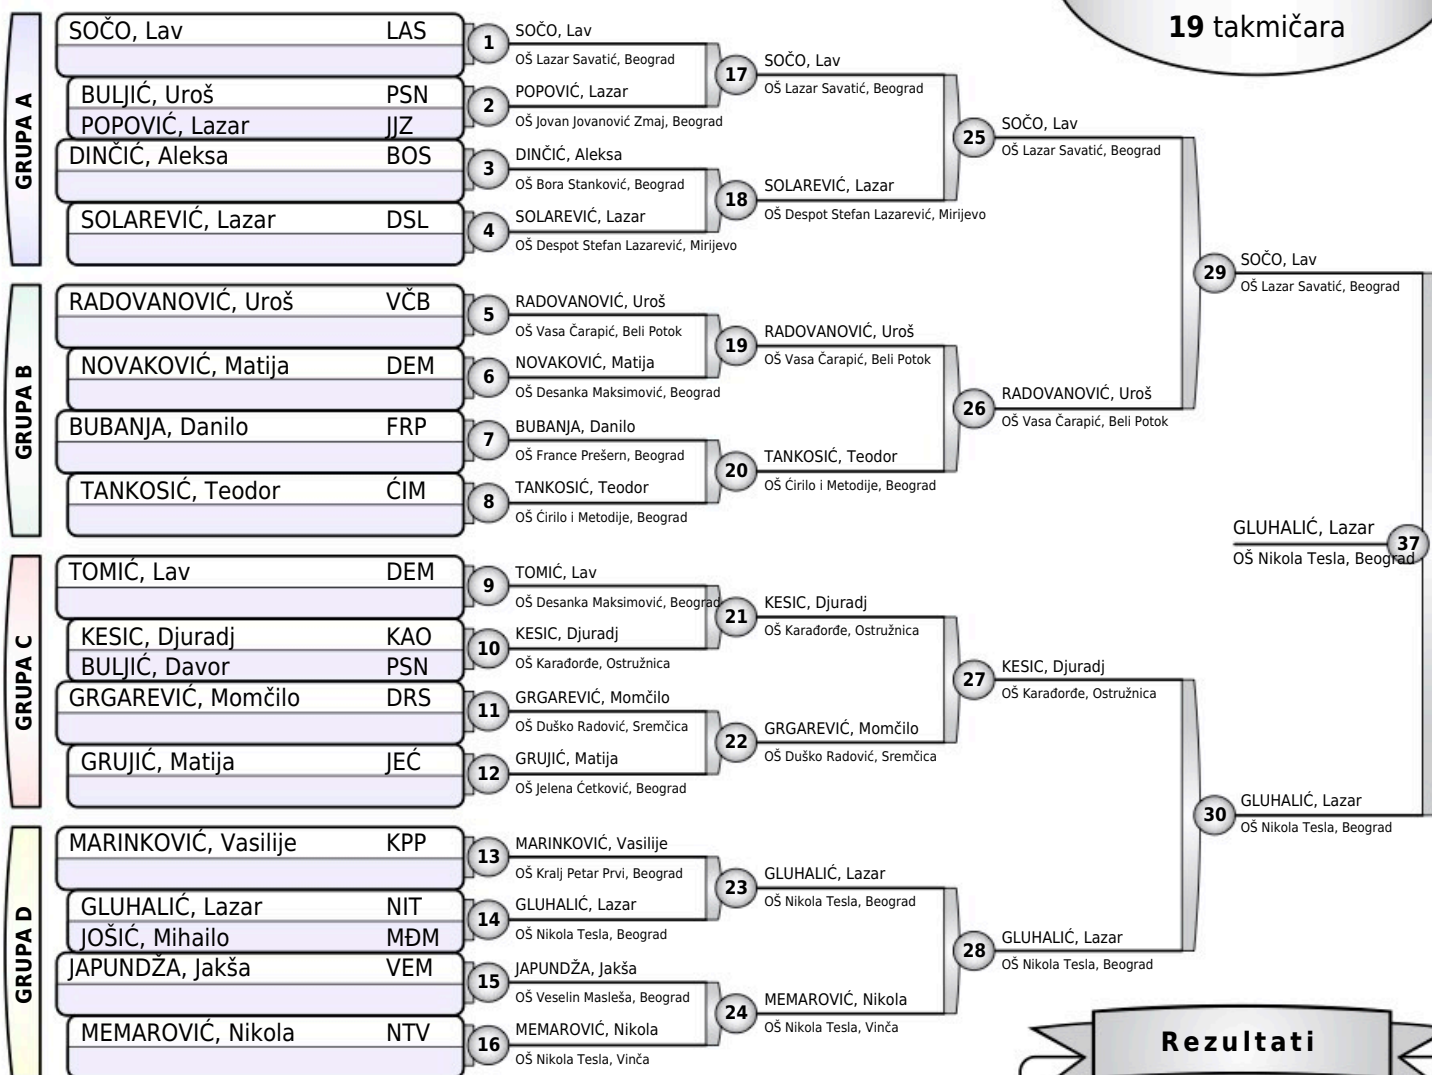 19 takmičara
GRUPA A
SOČO, Lav LAS
BULJIĆ, Uroš PSN
POPOVIĆ, Lazar JJZ
DINČIĆ, Aleksa BOS
SOLAREVIĆ, Lazar DSL
1
SOČO, Lav
OŠ Lazar Savatić, Beograd
2
POPOVIĆ, Lazar
OŠ Jovan Jovanović Zmaj, Beograd
3
DINČIĆ, Aleksa
OŠ Bora Stanković, Beograd
4
SOLAREVIĆ, Lazar
OŠ Despot Stefan Lazarević, Mirijevo
17
SOČO, Lav
OŠ Lazar Savatić, Beograd
18
SOLAREVIĆ, Lazar
OŠ Despot Stefan Lazarević, Mirijevo
25
SOČO, Lav
OŠ Lazar Savatić, Beograd
GRUPA B
RADOVANOVIĆ, Uroš VČB
NOVAKOVIĆ, Matija DEM
BUBANJA, Danilo FRP
TANKOSIĆ, Teodor ĆIM
5
RADOVANOVIĆ, Uroš
OŠ Vasa Čarapić, Beli Potok
6
NOVAKOVIĆ, Matija
OŠ Desanka Maksimović, Beograd
7
BUBANJA, Danilo
OŠ France Prešern, Beograd
8
TANKOSIĆ, Teodor
OŠ Ćirilo i Metodije, Beograd
19
RADOVANOVIĆ, Uroš
OŠ Vasa Čarapić, Beli Potok
20
TANKOSIĆ, Teodor
OŠ Ćirilo i Metodije, Beograd
26
RADOVANOVIĆ, Uroš
OŠ Vasa Čarapić, Beli Potok
29
SOČO, Lav
OŠ Lazar Savatić, Beograd
GRUPA C
TOMIĆ, Lav DEM
KESIC, Djuradj KAO
BULJIĆ, Davor PSN
GRGAREVIĆ, Momčilo DRS
GRUJIĆ, Matija JEĆ
9
TOMIĆ, Lav
OŠ Desanka Maksimović, Beograd
10
KESIC, Djuradj
OŠ Karađorđe, Ostružnica
11
GRGAREVIĆ, Momčilo
OŠ Duško Radović, Sremčica
12
GRUJIĆ, Matija
OŠ Jelena Ćetković, Beograd
21
KESIC, Djuradj
OŠ Karađorđe, Ostružnica
22
GRGAREVIĆ, Momčilo
OŠ Duško Radović, Sremčica
27
KESIC, Djuradj
OŠ Karađorđe, Ostružnica
GRUPA D
MARINKOVIĆ, Vasilije KPP
GLUHALIĆ, Lazar NIT
JOŠIĆ, Mihailo MĐM
JAPUNDŽA, Jakša VEM
MEMAROVIĆ, Nikola NTV
13
MARINKOVIĆ, Vasilije
OŠ Kralj Petar Prvi, Beograd
14
GLUHALIĆ, Lazar
OŠ Nikola Tesla, Beograd
15
JAPUNDŽA, Jakša
OŠ Veselin Masleša, Beograd
16
MEMAROVIĆ, Nikola
OŠ Nikola Tesla, Vinča
23
GLUHALIĆ, Lazar
OŠ Nikola Tesla, Beograd
24
MEMAROVIĆ, Nikola
OŠ Nikola Tesla, Vinča
28
GLUHALIĆ, Lazar
OŠ Nikola Tesla, Beograd
30
GLUHALIĆ, Lazar
OŠ Nikola Tesla, Beograd
GLUHALIĆ, Lazar
37
OŠ Nikola Tesla, Beograd
Rezultati